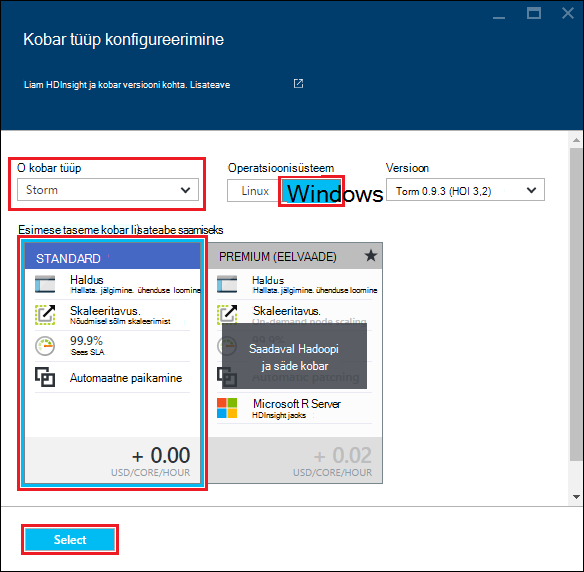 Kobar tüüp konfigureerimine
Liam HDInsight ja kobar versiooni kohta. Lisateave
O kobar tüüp
Operatsioonisüsteem
Versioon
Storm
Linux
Windows
Torm 0.9.3 (HOI 3,2)
Esimese taseme kobar lisateabe saamiseks
STANDARD
Haldus
Hallata. jälgimine. ühenduse loomine
Skaleeritavus.
Nõudmisel sõlm skaleerimist
99.9%
Sees SLA
Automaatne paikamine
+ 0.00
USD/CORE/HOUR
PREMIUM (EELVAADE)
Haldus
Hallata. jälgimine. ühenduse loomine
Skaleeritavus.
On-demand node scaling
99.9%
Saadaval Hadoopi
ja säde kobar
Automatic patching
Microsoft R Server
HDInsight jaoks
+ 0.02
USD/CORE/HOUR
Select